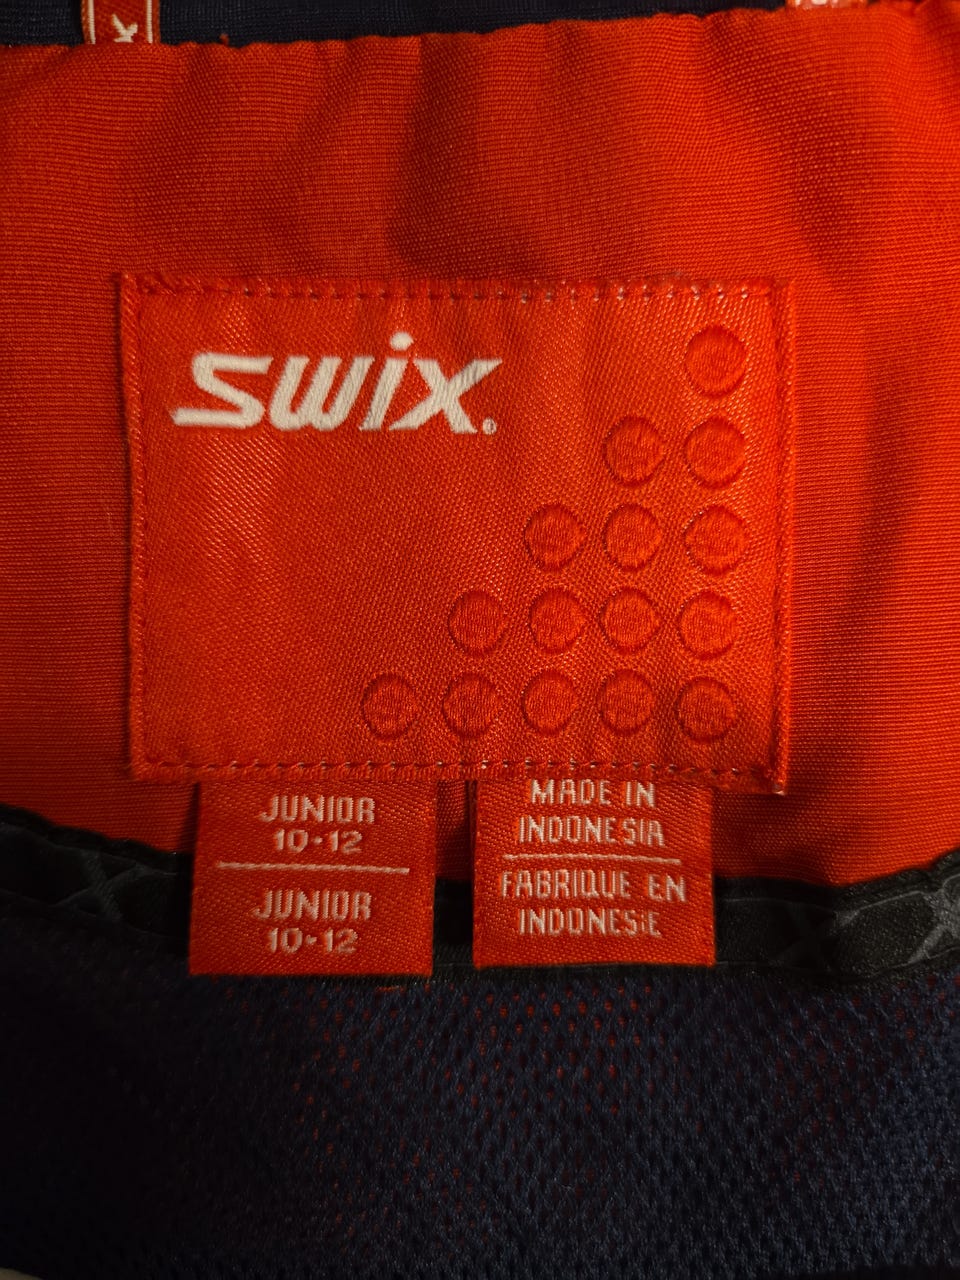 SWiX.
JUNIOR
10·12
JUNIOR
10·12
MADE IN
INDONESIA
FABRIQUE EN
INDONESIE